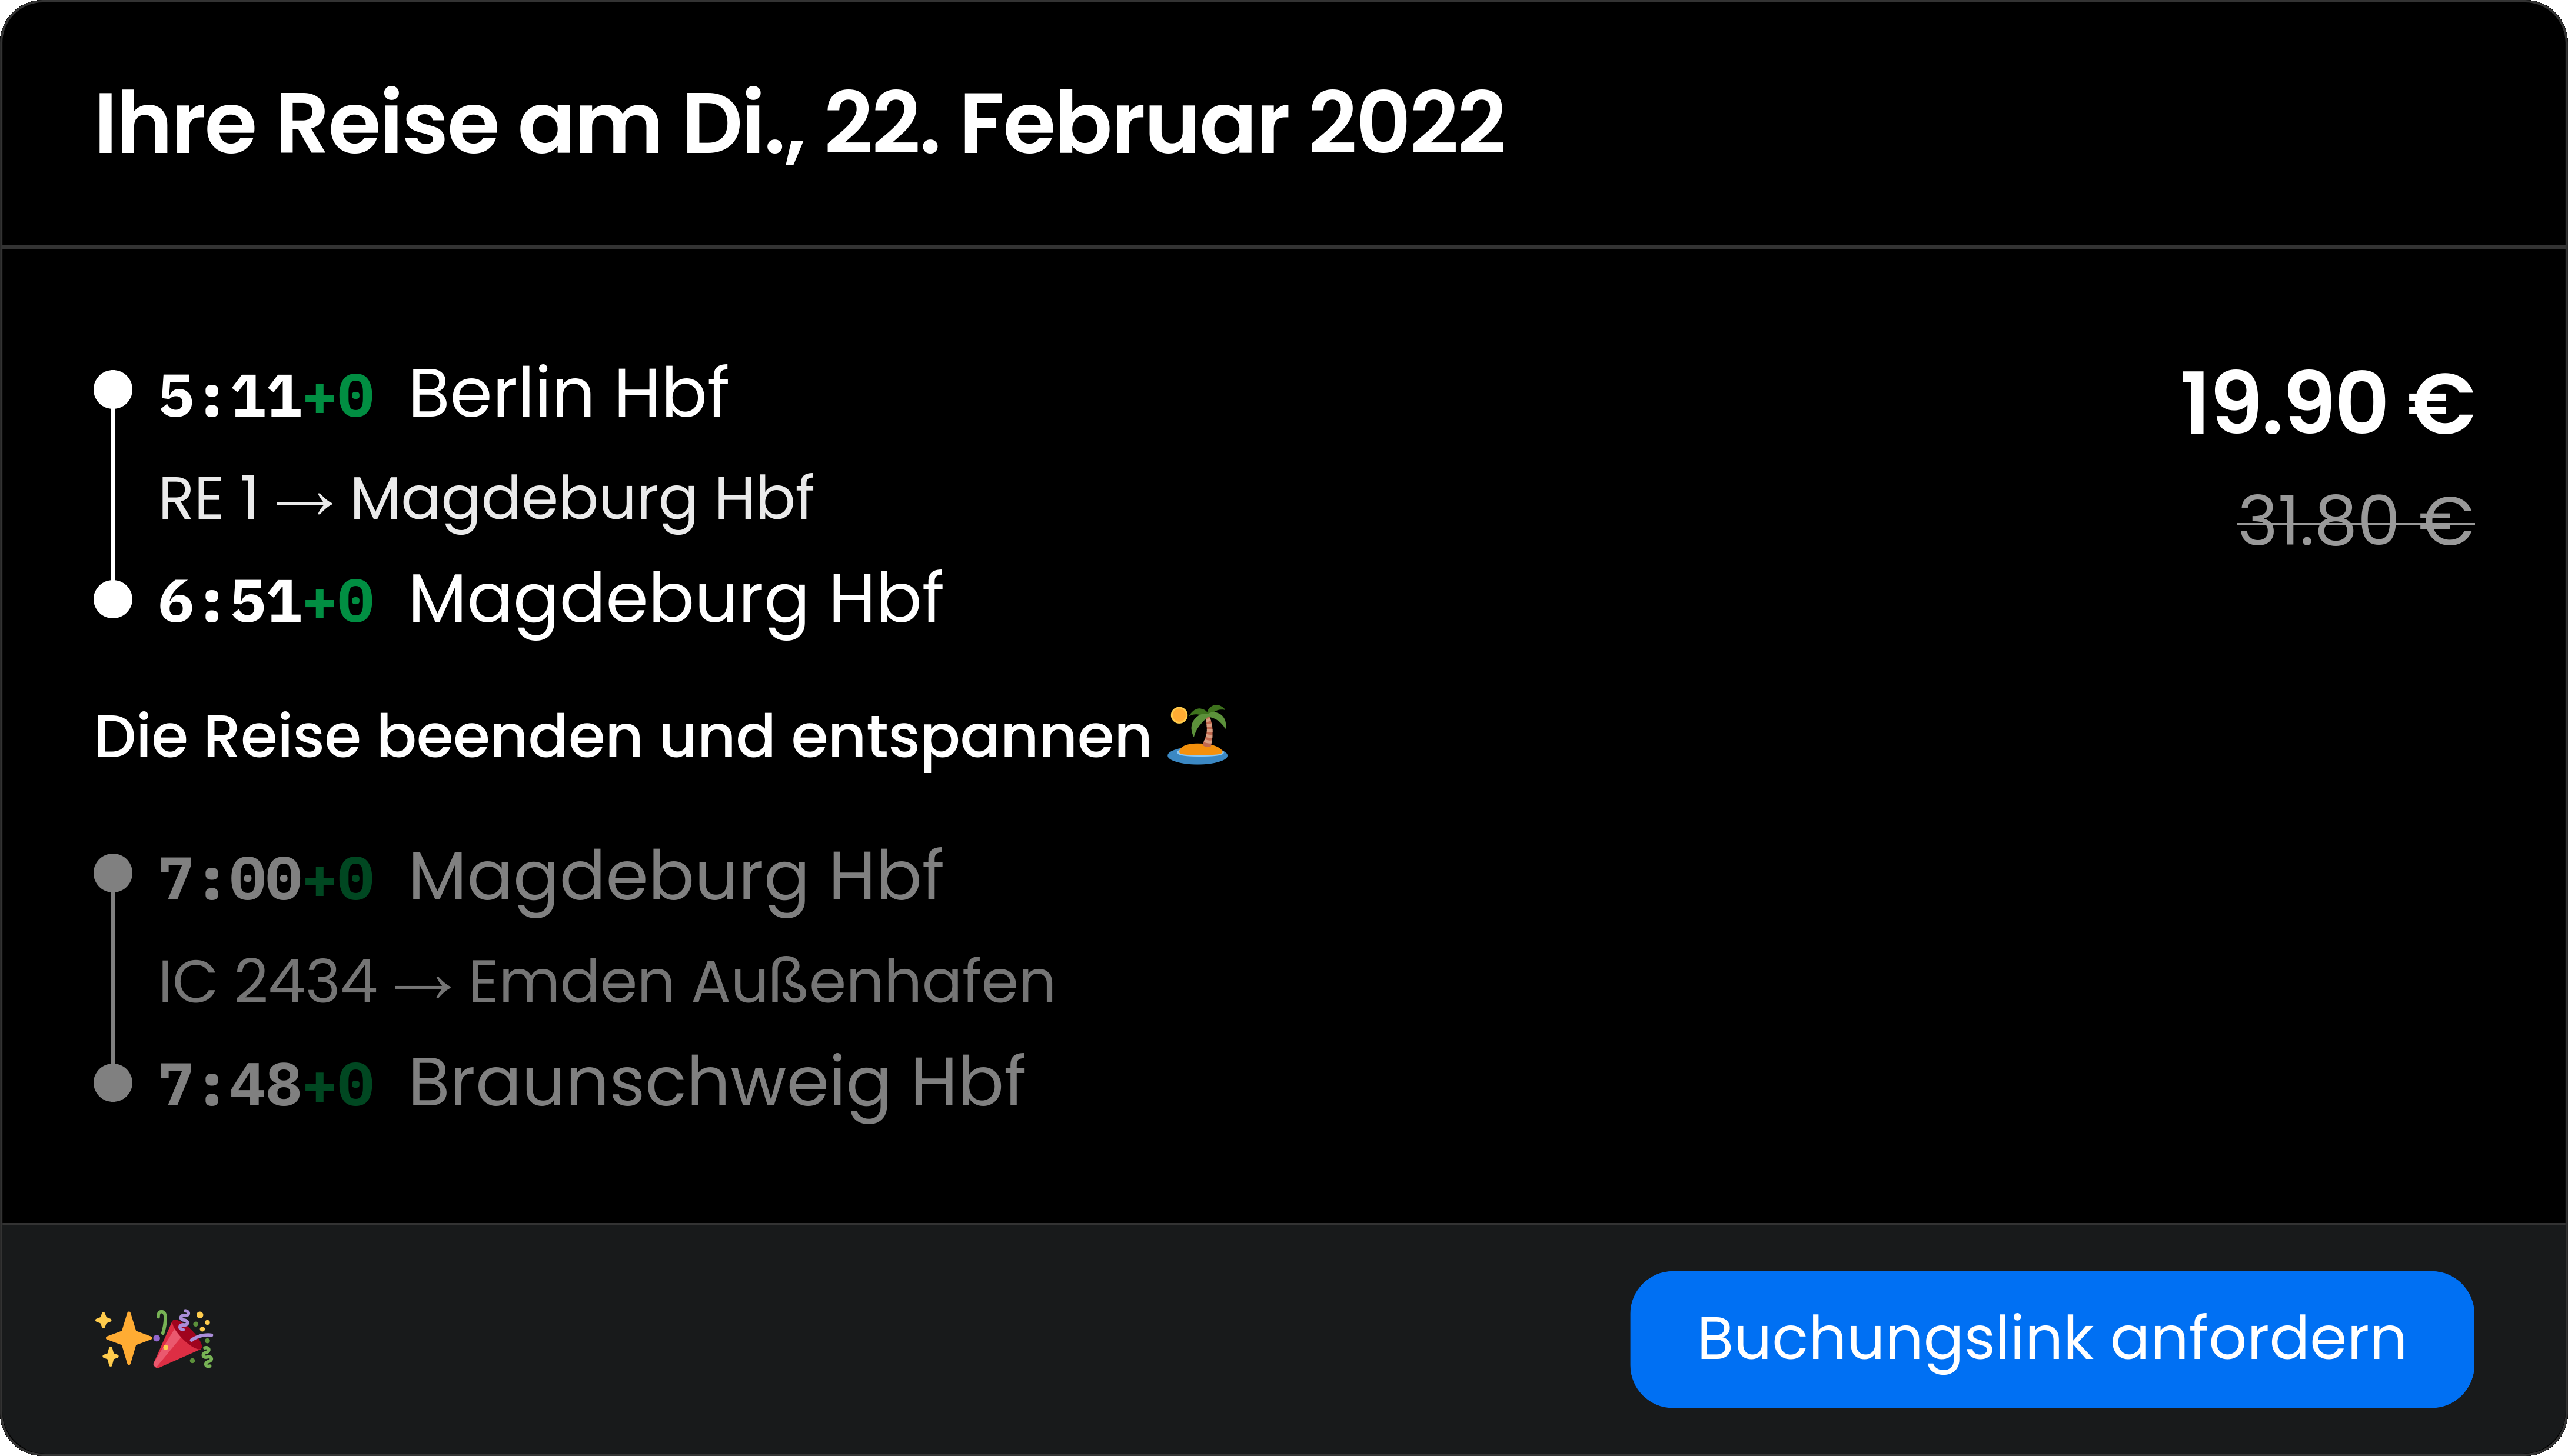 Ihre Reise am Di., 22. Februar 2022
5:11+0 Berlin Hbf
19.90 €
RE 1 → Magdeburg Hbf
31.80 €
6:51+0 Magdeburg Hbf
Die Reise beenden und entspannen 🏝️
7:00+0 Magdeburg Hbf
IC 2434 → Emden Außenhafen
7:48+0 Braunschweig Hbf
✨🎉
Buchungslink anfordern